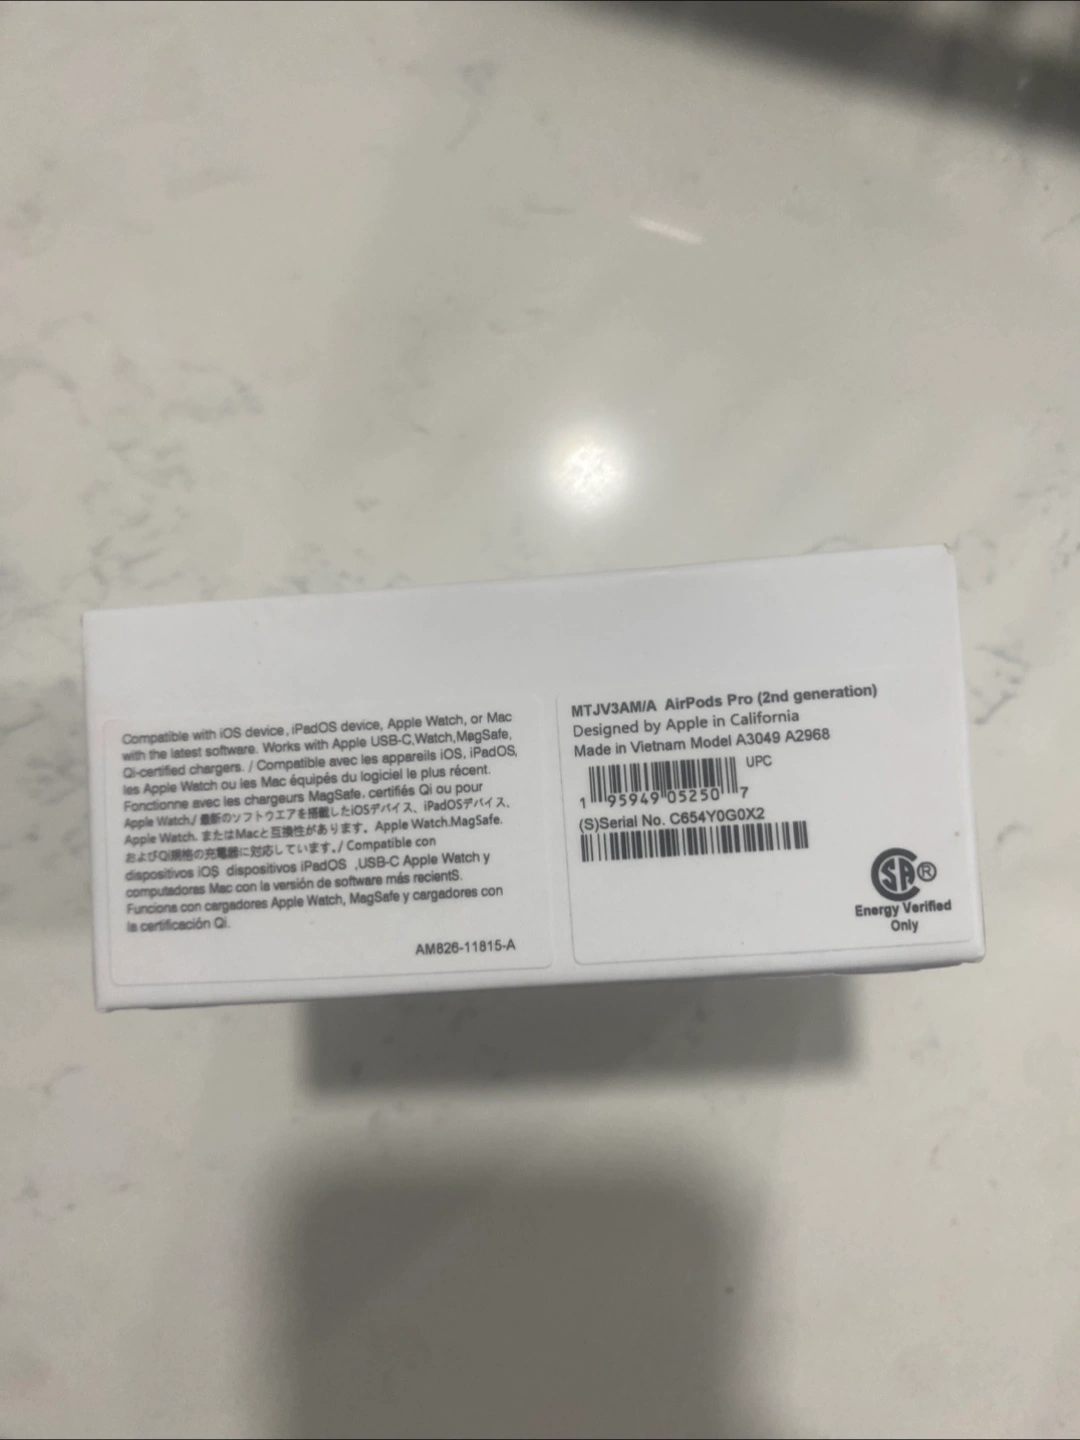 Compatible with iOS device, iPadOS device, Apple Watch, or Mac
with the latest software. Works with Apple USB-C,Watch,MagSafe,
Qi-certified chargers. / Compatible avec les appareils iOS, iPadOS,
les Apple Watch ou les Mac équipés du logiciel le plus récent.
Fonctionne avec les chargeurs MagSafe, certifiés Qi ou pour
Apple Watch./ 最新のソフトウエアを搭載したiOSデバイス、iPadOSデバイス、
Apple Watch. またはMacと互換性があります。Apple Watch.MagSafe.
およびQi規格の充電器に対応しています。/ Compatible con
dispositivos iOS dispositivos iPadOS ,USB-C Apple Watch y
computadoras Mac con la versión de software más recientS.
Funciona con cargadores Apple Watch, MagSafe y cargadores con
la certificación Qi.
AM826-11815-A
MTJV3AM/A AirPods Pro (2nd generation)
Designed by Apple in California
Made in Vietnam Model A3049 A2968
UPC
1 95949 05250 7
(S)Serial No. C654Y0G0X2
SA®
Energy Verified
Only